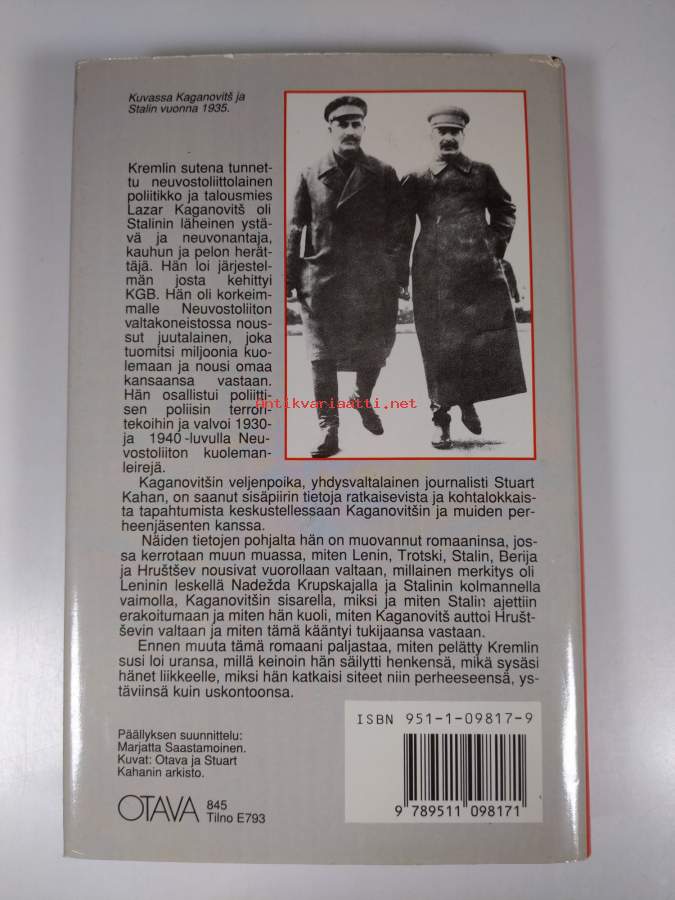 Kuvassa Kaganovitš ja
Stalin vuonna 1935.
Kremlin sutena tunnet-
tu neuvostoliittolainen
poliitikko ja talousmies
Lazar Kaganovitš oli
Stalinin läheinen ystä-
vä ja neuvonantaja,
kauhun ja pelon herät-
täjä. Hän loi järjestel-
män josta kehittyi
KGB. Hän oli korkeim-
malle Neuvostoliiton
valtakoneistossa nous-
sut juutalainen, joka
tuomitsi miljoonia kuo-
lemaan ja nousi omaa
kansaansa vastaan.
Hän osallistui poliitti-
sen poliisin terrori-
tekoihin ja valvoi 1930-
ja 1940-luvulla Neu-
vostoliiton kuoleman-
leirejä.
Kaganovitšin veljenpoika, yhdysvaltalainen journalisti Stuart
Kahan, on saanut sisäpiirin tietoja ratkaisevista ja kohtalokkais-
ta tapahtumista keskustellessaan Kaganovitšin ja muiden per-
heenjäsenten kanssa.
Näiden tietojen pohjalta hän on muovannut romaaninsa, jos-
sa kerrotaan muun muassa, miten Lenin, Trotski, Stalin, Berija
ja Hruštšev nousivat vuorollaan valtaan, millainen merkitys oli
Leninin leskellä Nadežda Krupskajalla ja Stalinin kolmannella
vaimolla, Kaganovitšin sisarella, miksi ja miten Stalin ajettiin
erakoitumaan ja miten hän kuoli, miten Kaganovitš auttoi Hrušt-
ševin valtaan ja miten tämä kääntyi tukijaansa vastaan.
Ennen muuta tämä romaani paljastaa, miten pelätty Kremlin
susi loi uransa, millä keinoin hän säilytti henkensä, mikä sysäsi
hänet liikkeelle, miksi hän katkaisi siteet niin perheeseensä, ys-
täviinsä kuin uskontoonsa.
antikvariaatti.net
Päällyksen suunnittelu:
Marjatta Saastamoinen.
Kuvat: Otava ja Stuart
Kahanin arkisto.
OTAVA 845
Tilno E793
ISBN 951-1-09817-9
9 789511 098171